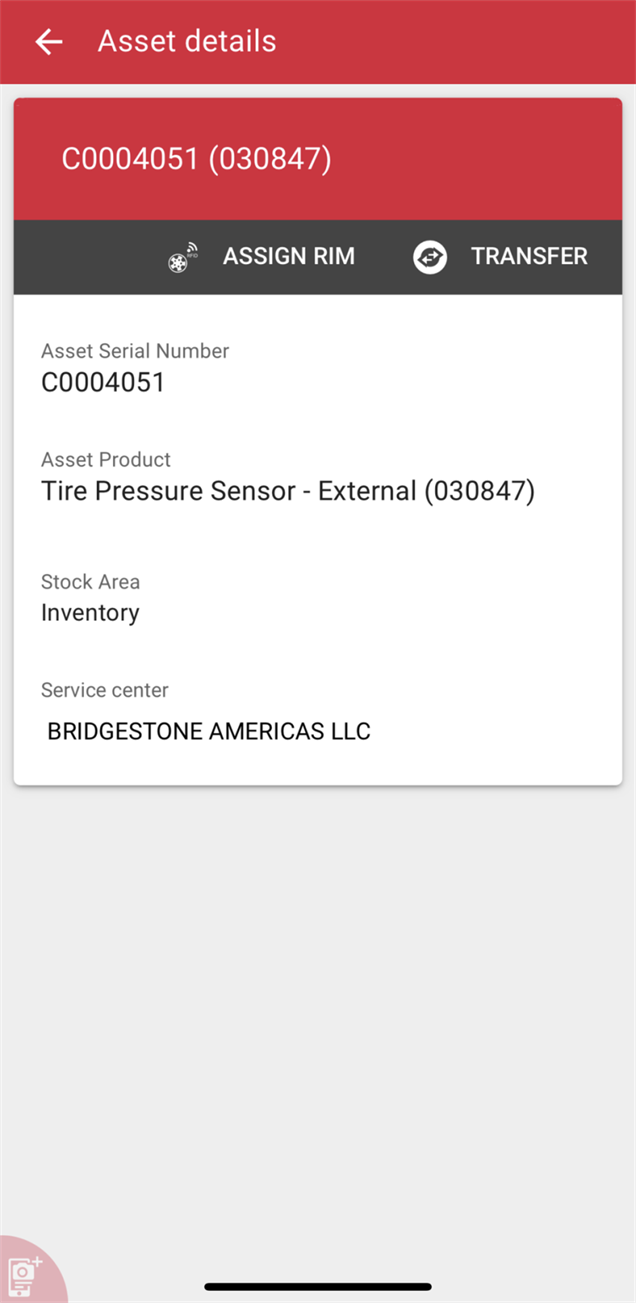 Asset details
C0004051 (030847)
RFID
ASSIGN RIM
TRANSFER
Asset Serial Number
C0004051
Asset Product
Tire Pressure Sensor - External (030847)
Stock Area
Inventory
Service center
BRIDGESTONE AMERICAS LLC